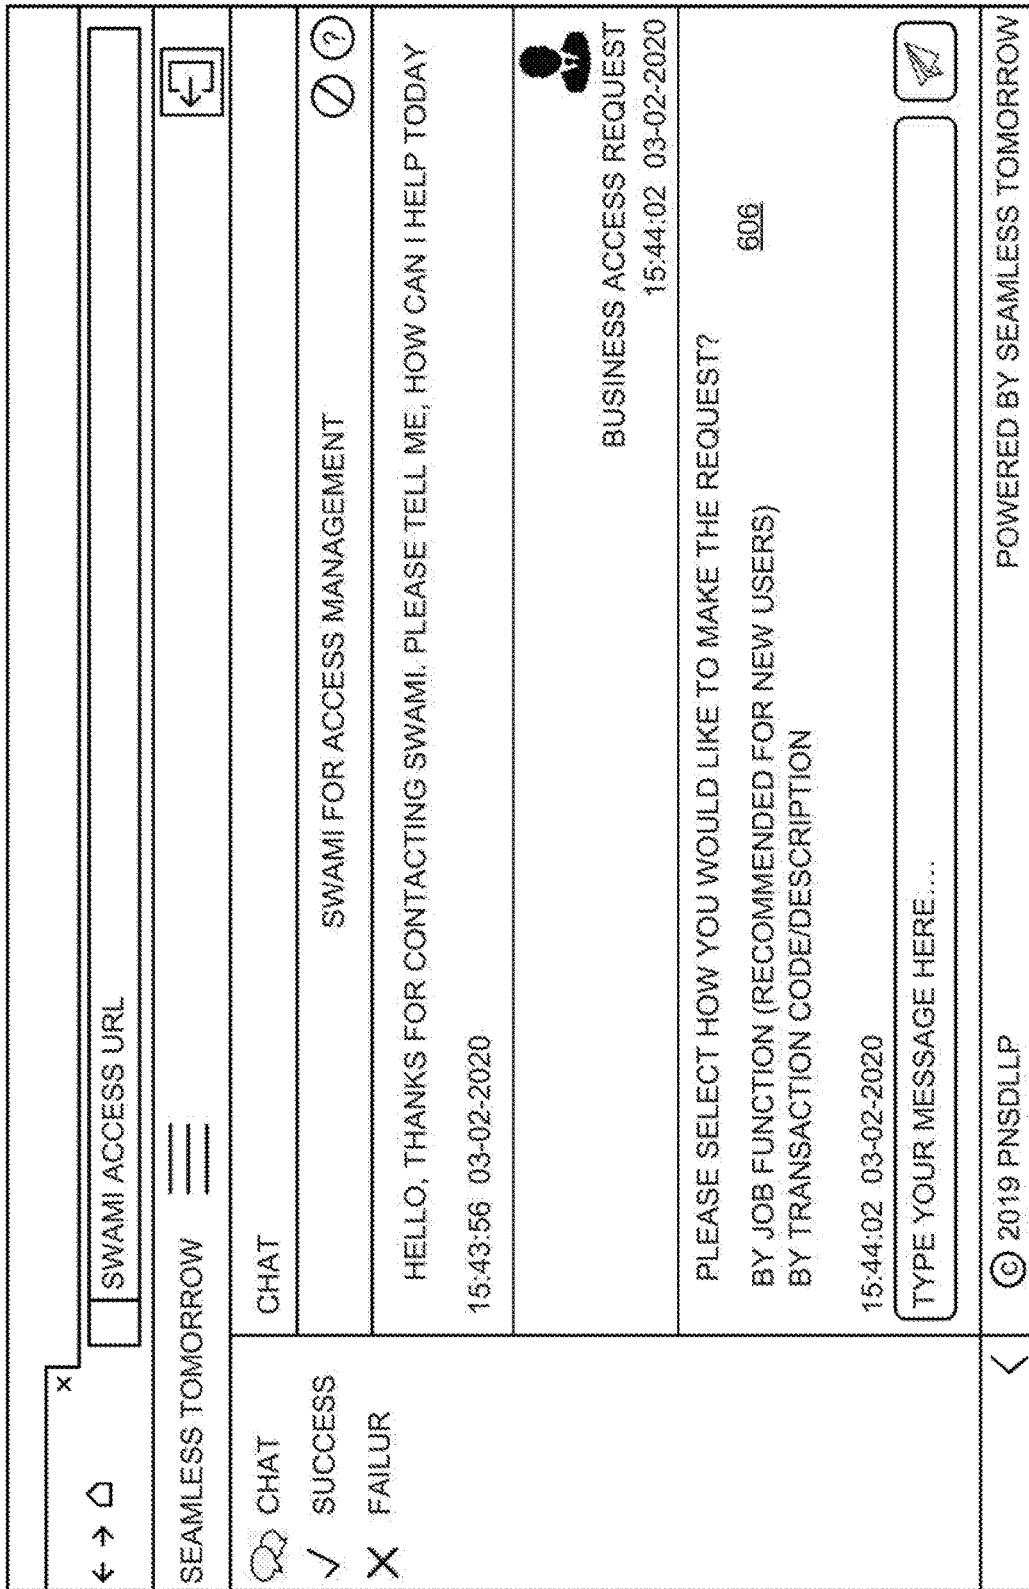 ×
SWAMI ACCESS URL
SEAMLESS TOMORROW
CHAT
SUCCESS
FAILUR
CHAT
SWAMI FOR ACCESS MANAGEMENT
?
HELLO, THANKS FOR CONTACTING SWAMI. PLEASE TELL ME, HOW CAN I HELP TODAY
15:43:56 03-02-2020
BUSINESS ACCESS REQUEST
15:44:02 03-02-2020
PLEASE SELECT HOW YOU WOULD LIKE TO MAKE THE REQUEST?
606
BY JOB FUNCTION (RECOMMENDED FOR NEW USERS)
BY TRANSACTION CODE/DESCRIPTION
15:44:02 03-02-2020
TYPE YOUR MESSAGE HERE....
© 2019 PNSDLLP
POWERED BY SEAMLESS TOMORROW